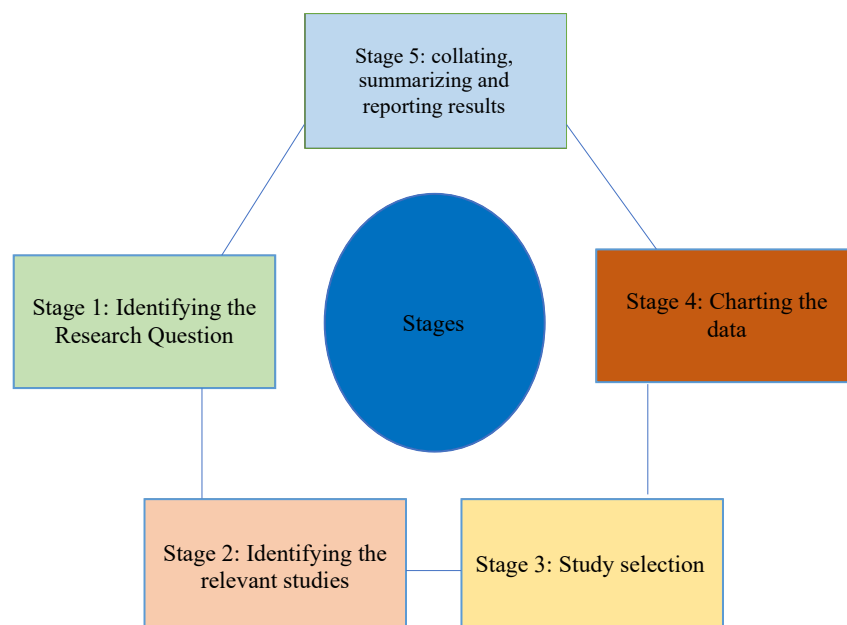 Stage 5: collating,
summarizing and
reporting results
Stage 1: Identifying the
Research Question
Stages
Stage 4: Charting the
data
Stage 2: Identifying the
relevant studies
Stage 3: Study selection